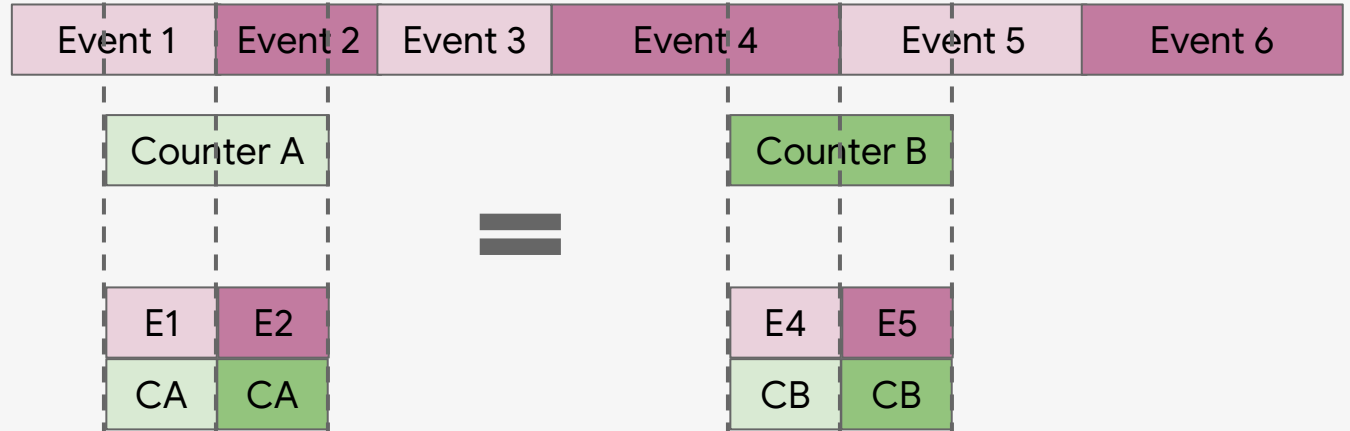 Event 1 Event 2 Event 3 Event 4 Event 5 Event 6
Counter A Counter B
=
E1 E2 E4 E5
CA CA CB CB